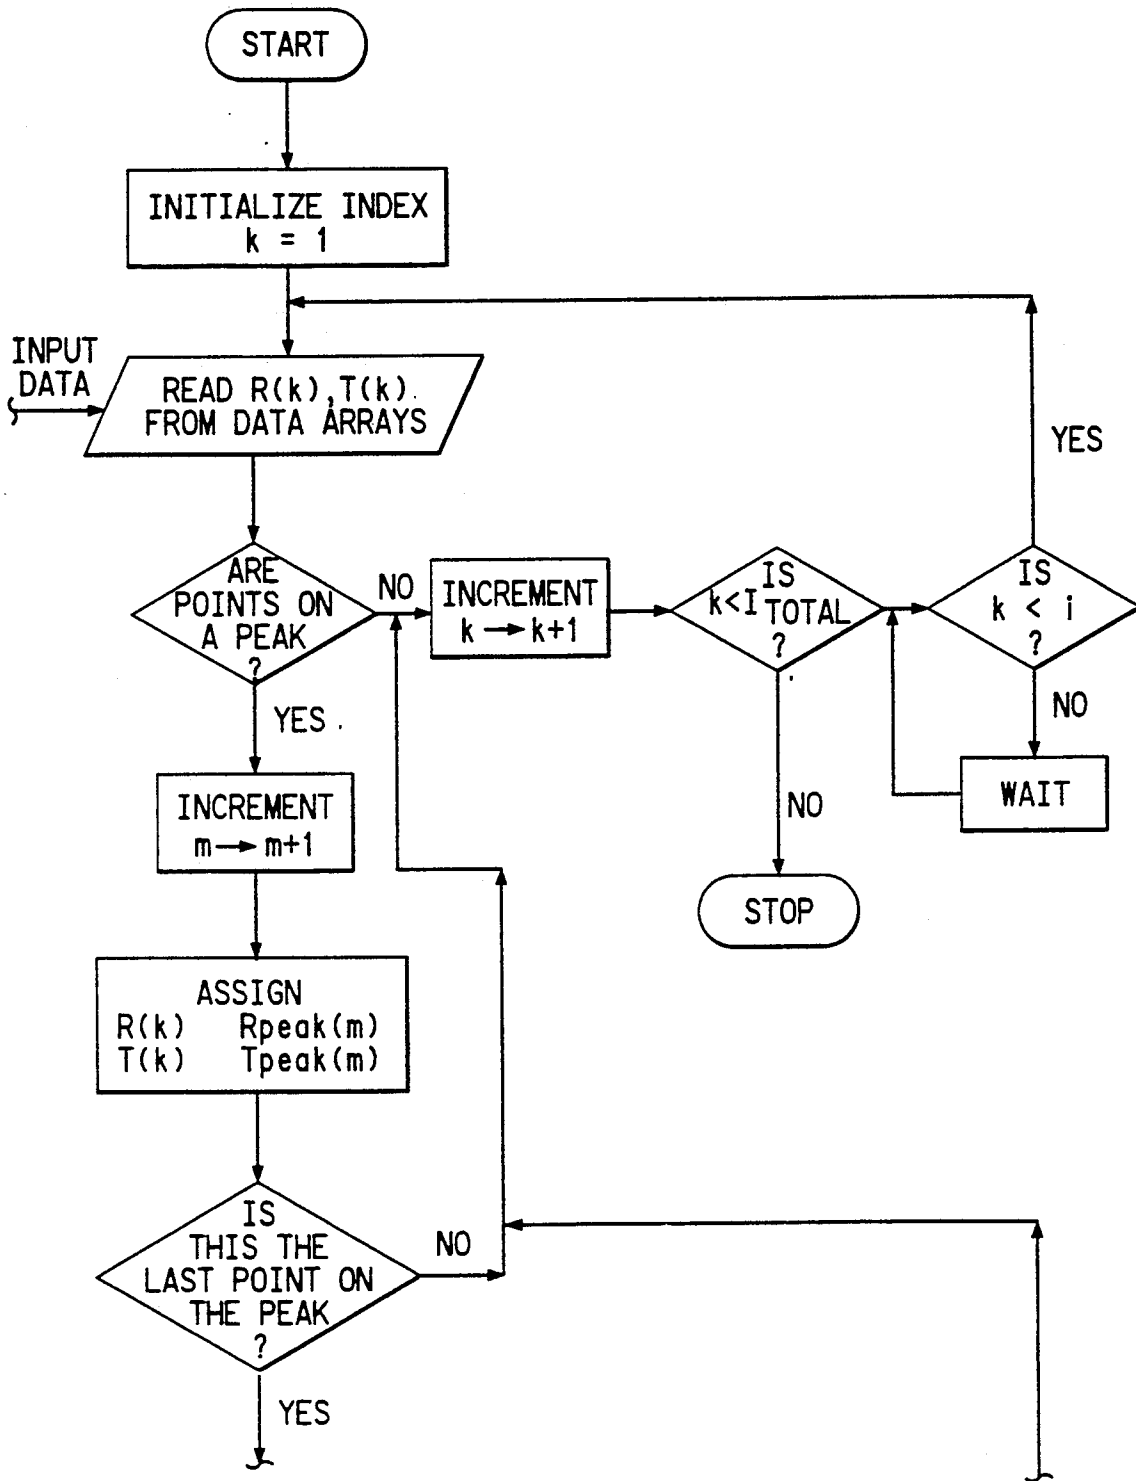 START
INITIALIZE INDEX
k = 1
INPUT
DATA
READ R(k),T(k)
FROM DATA ARRAYS
YES
ARE
POINTS ON
A PEAK
?
NO
INCREMENT
k → k+1
IS
k<I TOTAL
?
IS
k < i
?
YES
NO
NO
WAIT
INCREMENT
m → m+1
STOP
ASSIGN
R(k) Rpeak(m)
T(k) Tpeak(m)
IS
THIS THE
LAST POINT ON
THE PEAK
?
NO
YES